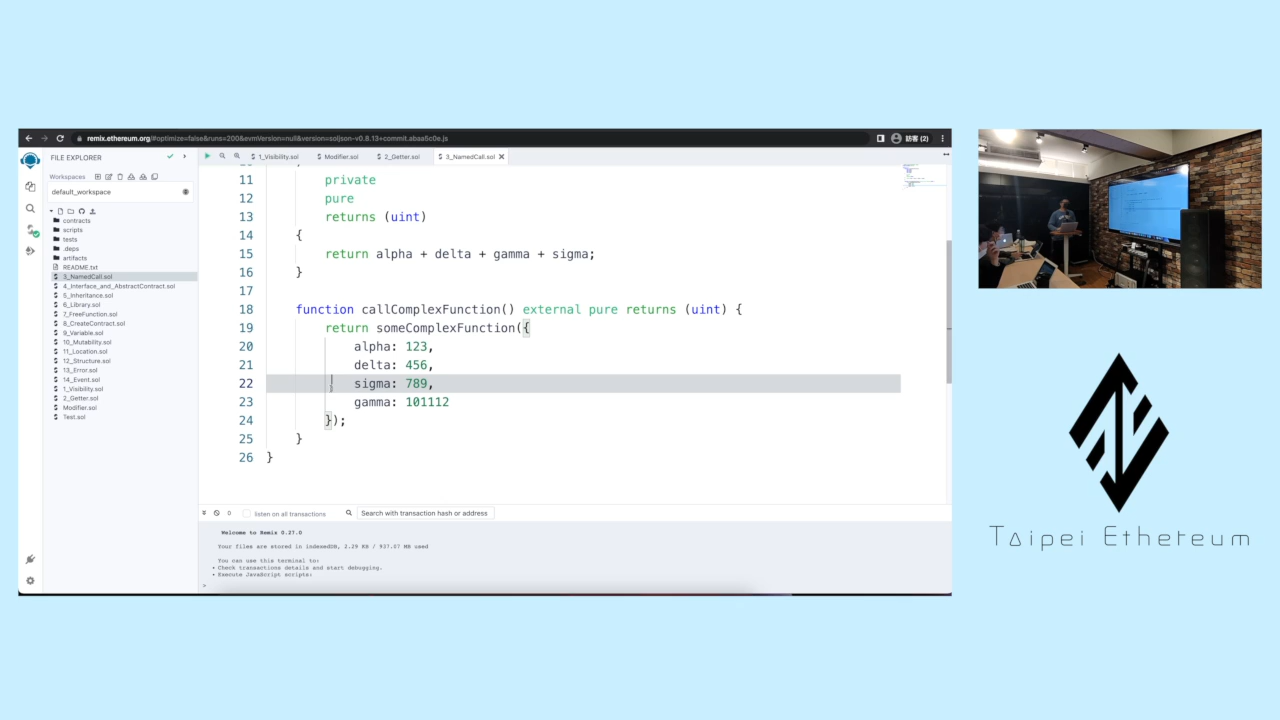 remix.ethereum.org/#optimize=false&runs=200&evmVersion=null&version=soljson-v0.8.13+commit.abaa5c0e.js
訪客 (2)
FILE EXPLORER
Workspaces
default_workspace
contracts
scripts
tests
.deps
artifacts
README.txt
3_NamedCall.sol
4_Interface_and_AbstractContract.sol
5_Inheritance.sol
6_Library.sol
7_FreeFunction.sol
8_CreateContract.sol
9_Variable.sol
10_Mutability.sol
11_Location.sol
12_Structure.sol
13_Error.sol
14_Event.sol
1_Visibility.sol
2_Getter.sol
Modifier.sol
Test.sol
1_Visibility.sol Modifier.sol 2_Getter.sol 3_NamedCall.sol
11 private
12 pure
13 returns (uint)
14 {
15 return alpha + delta + gamma + sigma;
16 }
17
18 function callComplexFunction() external pure returns (uint) {
19 return someComplexFunction({
20 alpha: 123,
21 delta: 456,
22 sigma: 789,
23 gamma: 101112
24 });
25 }
26 }
0 listen on all transactions Search with transaction hash or address
Welcome to Remix 0.27.0
Your files are stored in indexedDB, 2.29 KB / 937.07 MB used
You can use this terminal to:
• Check transactions details and start debugging.
• Execute JavaScript scripts:
>
Taipei Ethereum